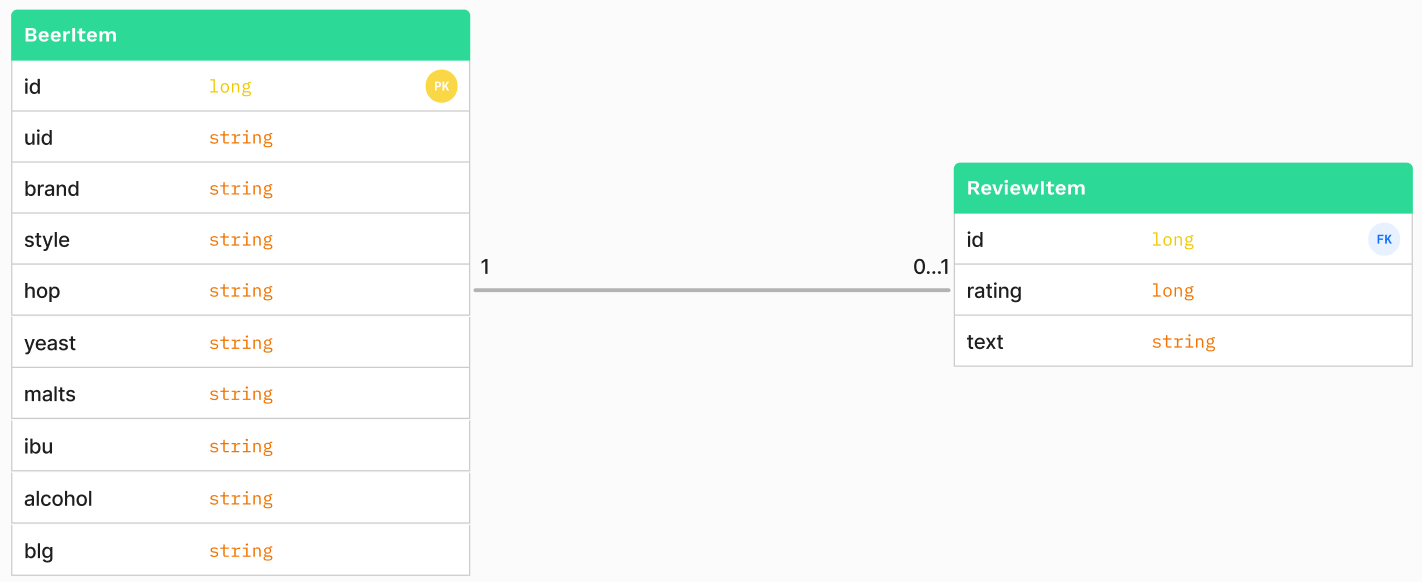 BeerItem
id long PK
uid string
brand string
style string
hop string
yeast string
malts string
ibu string
alcohol string
blg string
1 0...1
ReviewItem
id long FK
rating long
text string